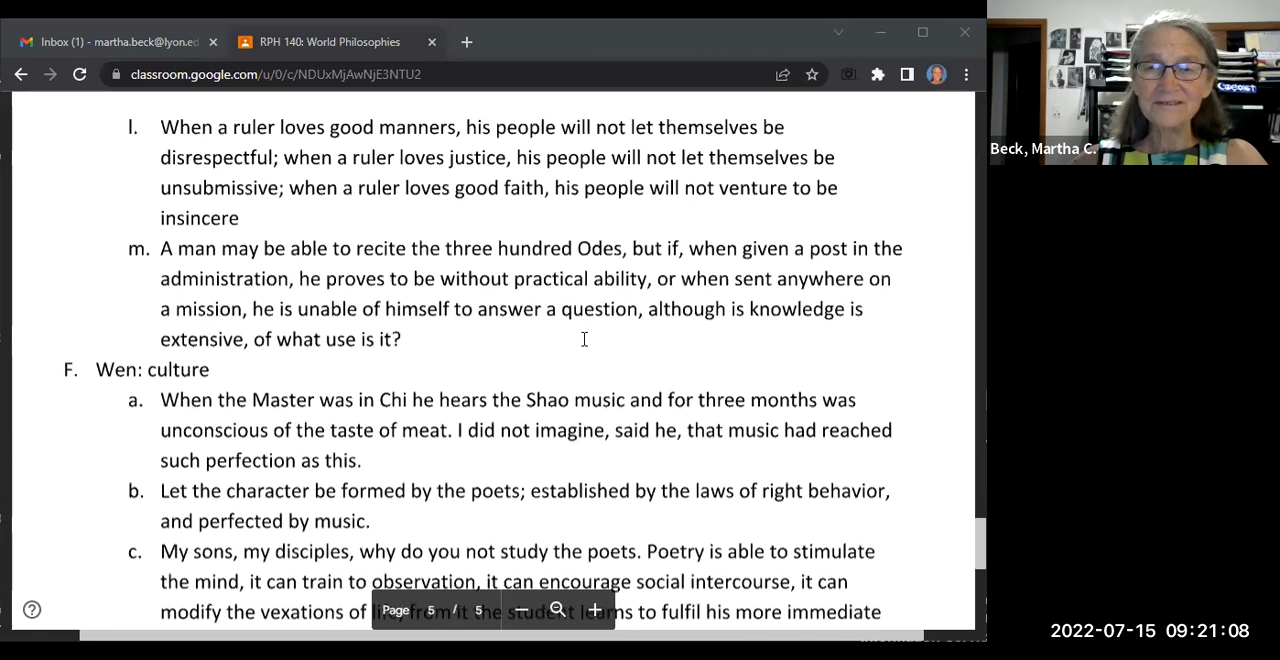 Inbox (1) - martha.beck@lyon.ed
RPH 140: World Philosophies
classroom.google.com/u/0/c/NDUxMjAwNjE3NTU2
l. When a ruler loves good manners, his people will not let themselves be
disrespectful; when a ruler loves justice, his people will not let themselves be
unsubmissive; when a ruler loves good faith, his people will not venture to be
insincere
m. A man may be able to recite the three hundred Odes, but if, when given a post in the
administration, he proves to be without practical ability, or when sent anywhere on
a mission, he is unable of himself to answer a question, although is knowledge is
extensive, of what use is it?
F. Wen: culture
a. When the Master was in Chi he hears the Shao music and for three months was
unconscious of the taste of meat. I did not imagine, said he, that music had reached
such perfection as this.
b. Let the character be formed by the poets; established by the laws of right behavior,
and perfected by music.
c. My sons, my disciples, why do you not study the poets. Poetry is able to stimulate
the mind, it can train to observation, it can encourage social intercourse, it can
modify the vexations of life, from it the student learns to fulfil his more immediate
Page 5 / 5
Coexist
Beck, Martha C.
2022-07-15 09:21:08